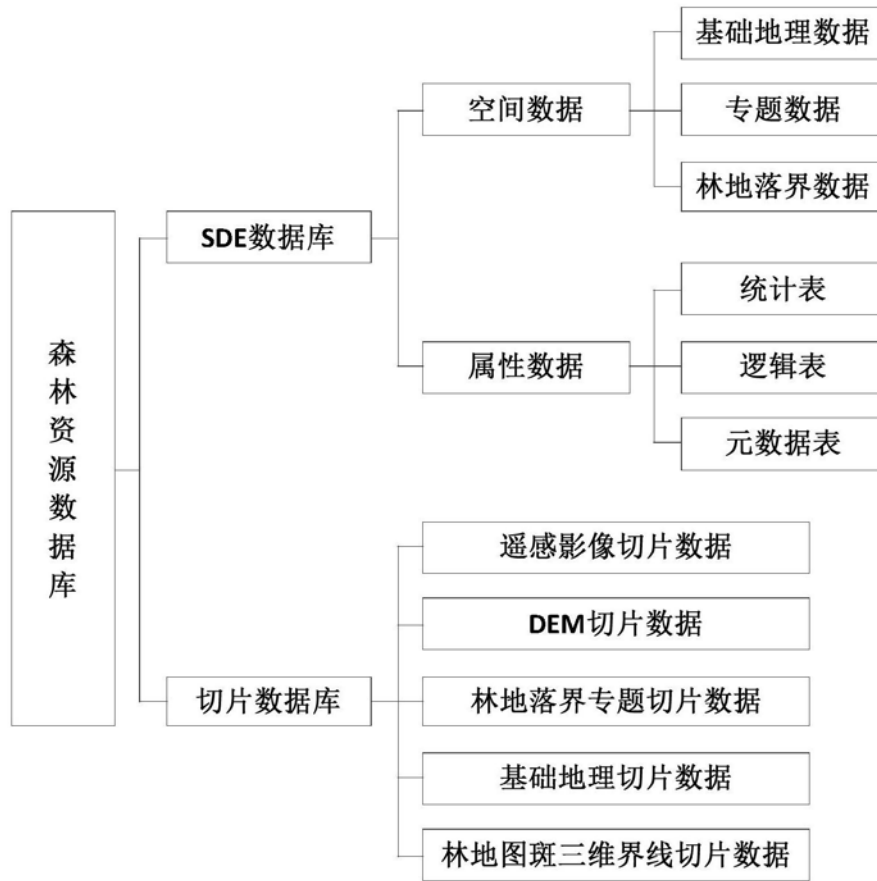 森林资源数据库
SDE数据库
空间数据
基础地理数据
专题数据
林地落界数据
属性数据
统计表
逻辑表
元数据表
切片数据库
遥感影像切片数据
DEM切片数据
林地落界专题切片数据
基础地理切片数据
林地图斑三维界线切片数据